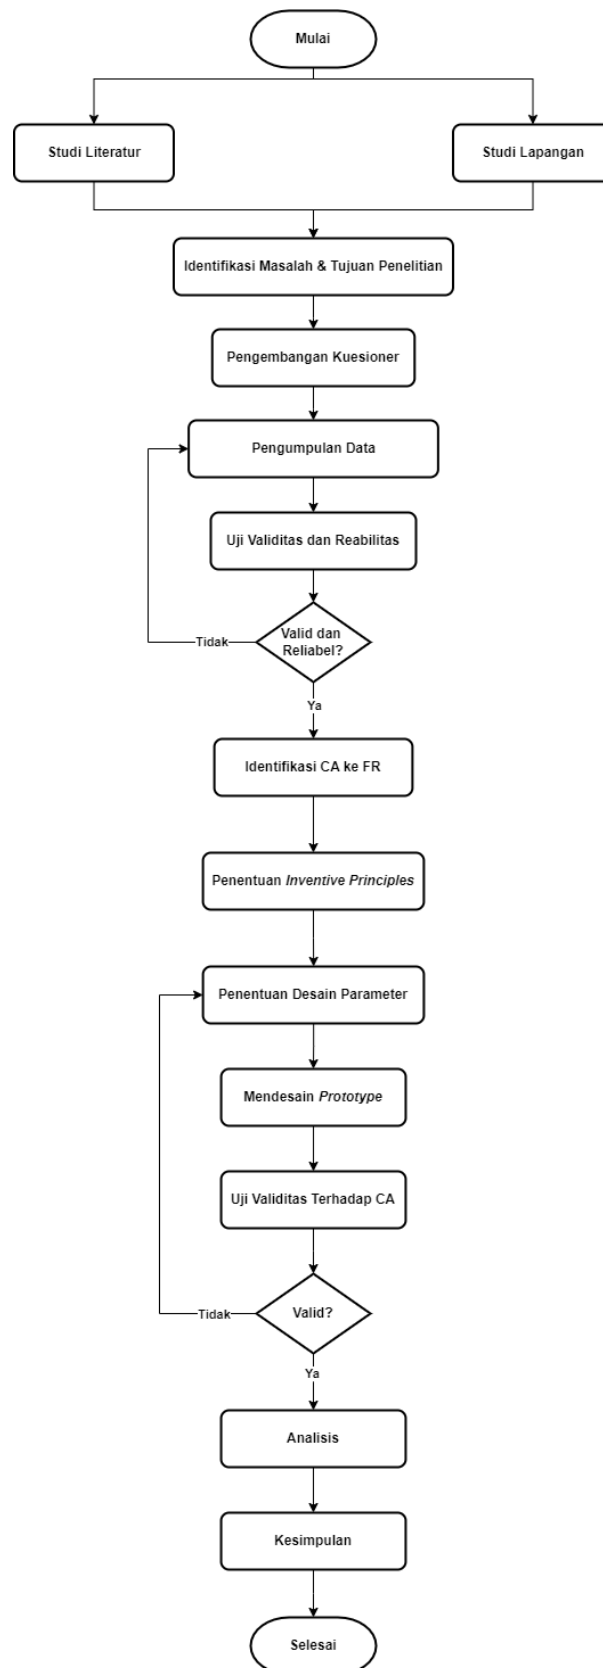 Mulai
Studi Literatur
Studi Lapangan
Identifikasi Masalah & Tujuan Penelitian
Pengembangan Kuesioner
Pengumpulan Data
Uji Validitas dan Reabilitas
Valid dan
Reliabel?
Tidak
Ya
Identifikasi CA ke FR
Penentuan Inventive Principles
Penentuan Desain Parameter
Mendesain Prototype
Uji Validitas Terhadap CA
Valid?
Tidak
Ya
Analisis
Kesimpulan
Selesai